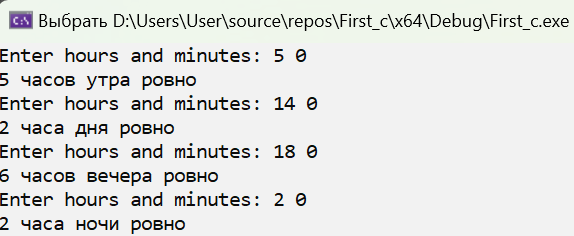 Выбрать D:\Users\User\source\repos\First_c\x64\Debug\First_c.exe
Enter hours and minutes: 5 0
5 часов утра ровно
Enter hours and minutes: 14 0
2 часа дня ровно
Enter hours and minutes: 18 0
6 часов вечера ровно
Enter hours and minutes: 2 0
2 часа ночи ровно